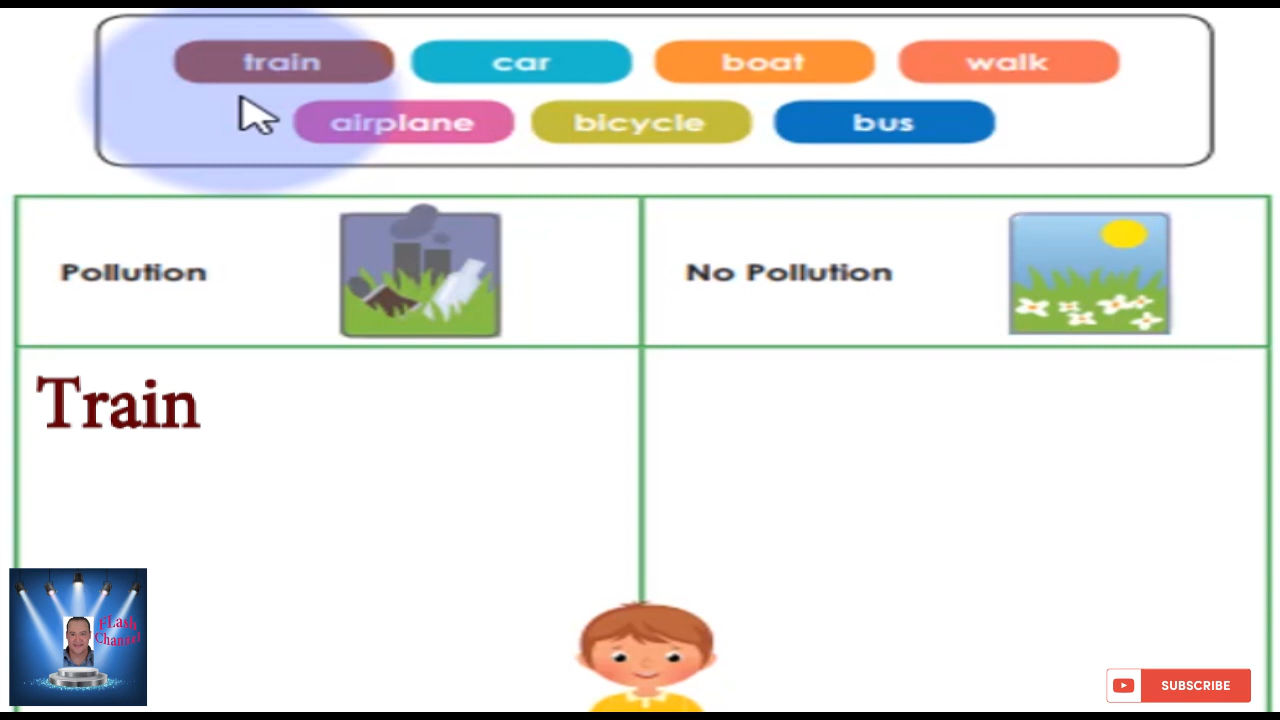 train car boat walk
airplane bicycle bus
Pollution No Pollution
Train
FLash
Channel
SUBSCRIBE